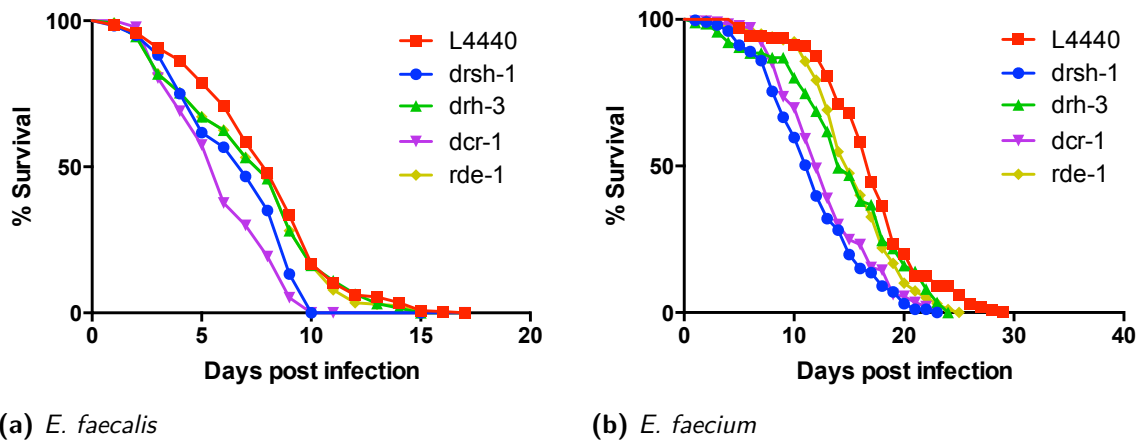 100
50
0
0
5
10
15
20
% Survival
Days post infection
L4440
drsh-1
drh-3
dcr-1
rde-1
(a) E. faecalis
100
50
0
0
10
20
30
40
% Survival
Days post infection
L4440
drsh-1
drh-3
dcr-1
rde-1
(b) E. faecium